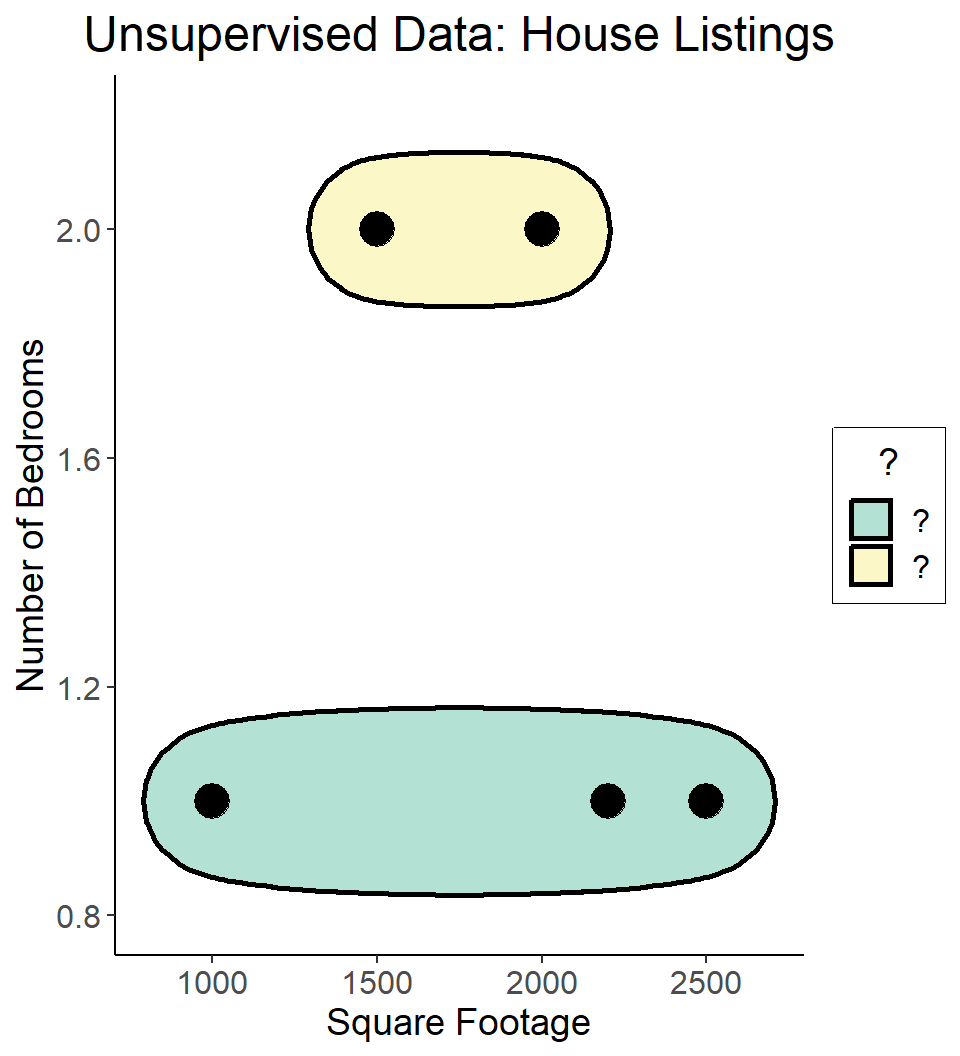 Unsupervised Data: House Listings
Number of Bedrooms
2.0
1.6
1.2
0.8
1000 1500 2000 2500
Square Footage
?
?
?